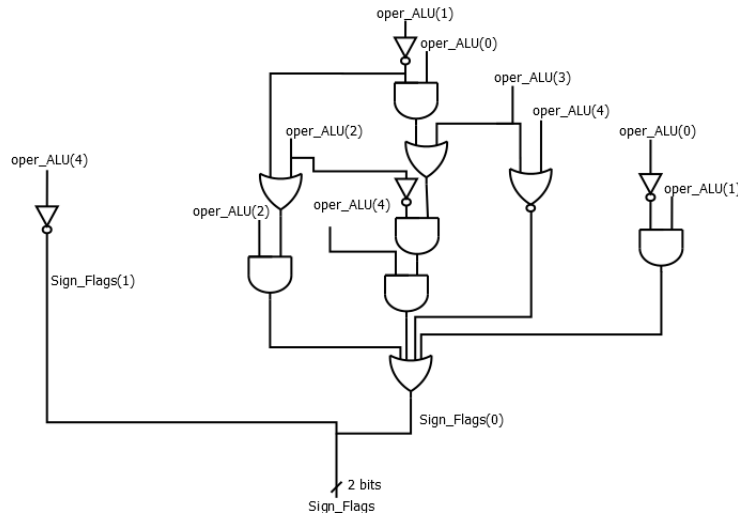 oper_ALU(1)
oper_ALU(0)
oper_ALU(3)
oper_ALU(4)
oper_ALU(2)
oper_ALU(0)
oper_ALU(4)
oper_ALU(1)
oper_ALU(2)
oper_ALU(4)
Sign_Flags(1)
Sign_Flags(0)
2 bits
Sign_Flags